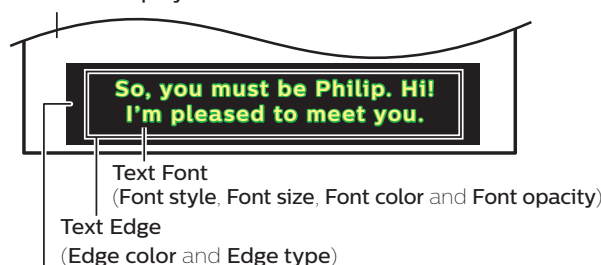 So, you must be Philip. Hi!
I'm pleased to meet you.
Text Font
(Font style, Font size, Font color and Font opacity)
Text Edge
(Edge color and Edge type)